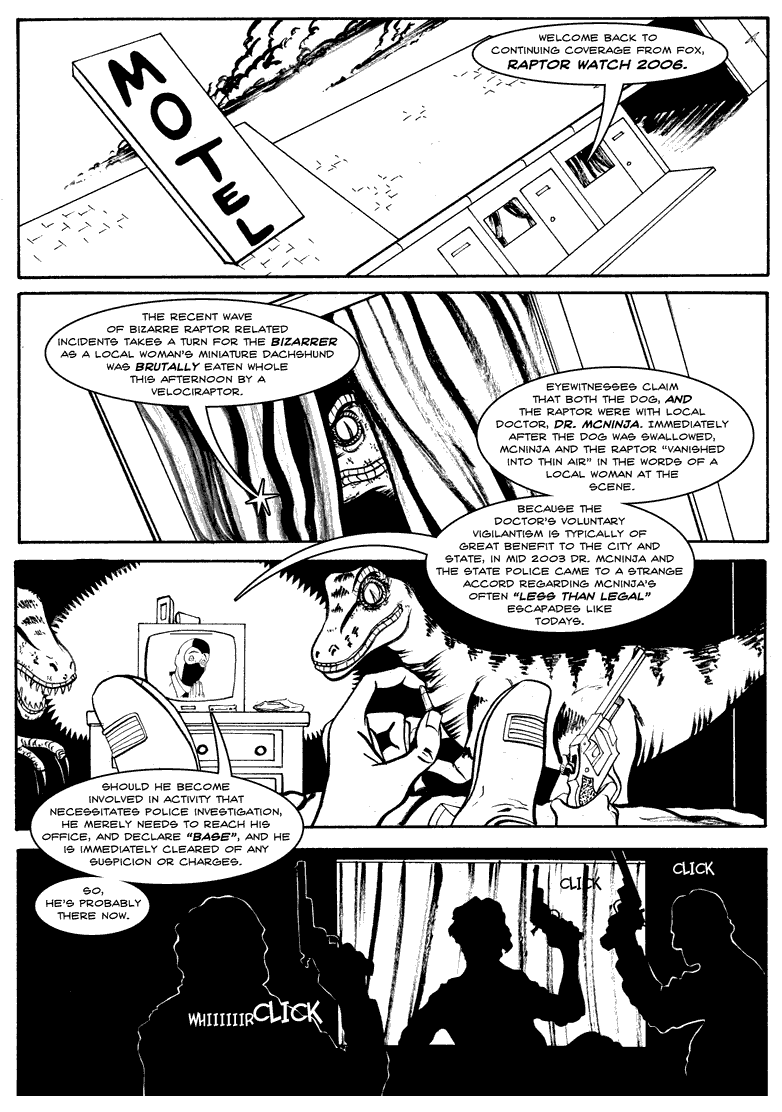 WELCOME BACK TO
CONTINUING COVERAGE FROM FOX,
RAPTOR WATCH 2006.
MOTEL
THE RECENT WAVE
OF BIZARRE RAPTOR RELATED
INCIDENTS TAKES A TURN FOR THE BIZARRER
AS A LOCAL WOMAN'S MINIATURE DACHSHUND
WAS BRUTALLY EATEN WHOLE
THIS AFTERNOON BY A
VELOCIRAPTOR.
EYEWITNESSES CLAIM
THAT BOTH THE DOG, AND
THE RAPTOR WERE WITH LOCAL
DOCTOR, DR. MCNINJA. IMMEDIATELY
AFTER THE DOG WAS SWALLOWED,
MCNINJA AND THE RAPTOR "VANISHED
INTO THIN AIR" IN THE WORDS OF A
LOCAL WOMAN AT THE
SCENE.
BECAUSE THE
DOCTOR'S VOLUNTARY
VIGILANTISM IS TYPICALLY OF
GREAT BENEFIT TO THE CITY AND
STATE, IN MID 2003 DR. MCNINJA AND
THE STATE POLICE CAME TO A STRANGE
ACCORD REGARDING MCNINJA'S
OFTEN "LESS THAN LEGAL"
ESCAPADES LIKE
TODAYS.
SHOULD HE BECOME
INVOLVED IN ACTIVITY THAT
NECESSITATES POLICE INVESTIGATION,
HE MERELY NEEDS TO REACH HIS
OFFICE, AND DECLARE "BASE", AND HE
IS IMMEDIATELY CLEARED OF ANY
SUSPICION OR CHARGES.
SO,
HE'S PROBABLY
THERE NOW.
WHIIIIIIRCLICK
CLICK
CLICK